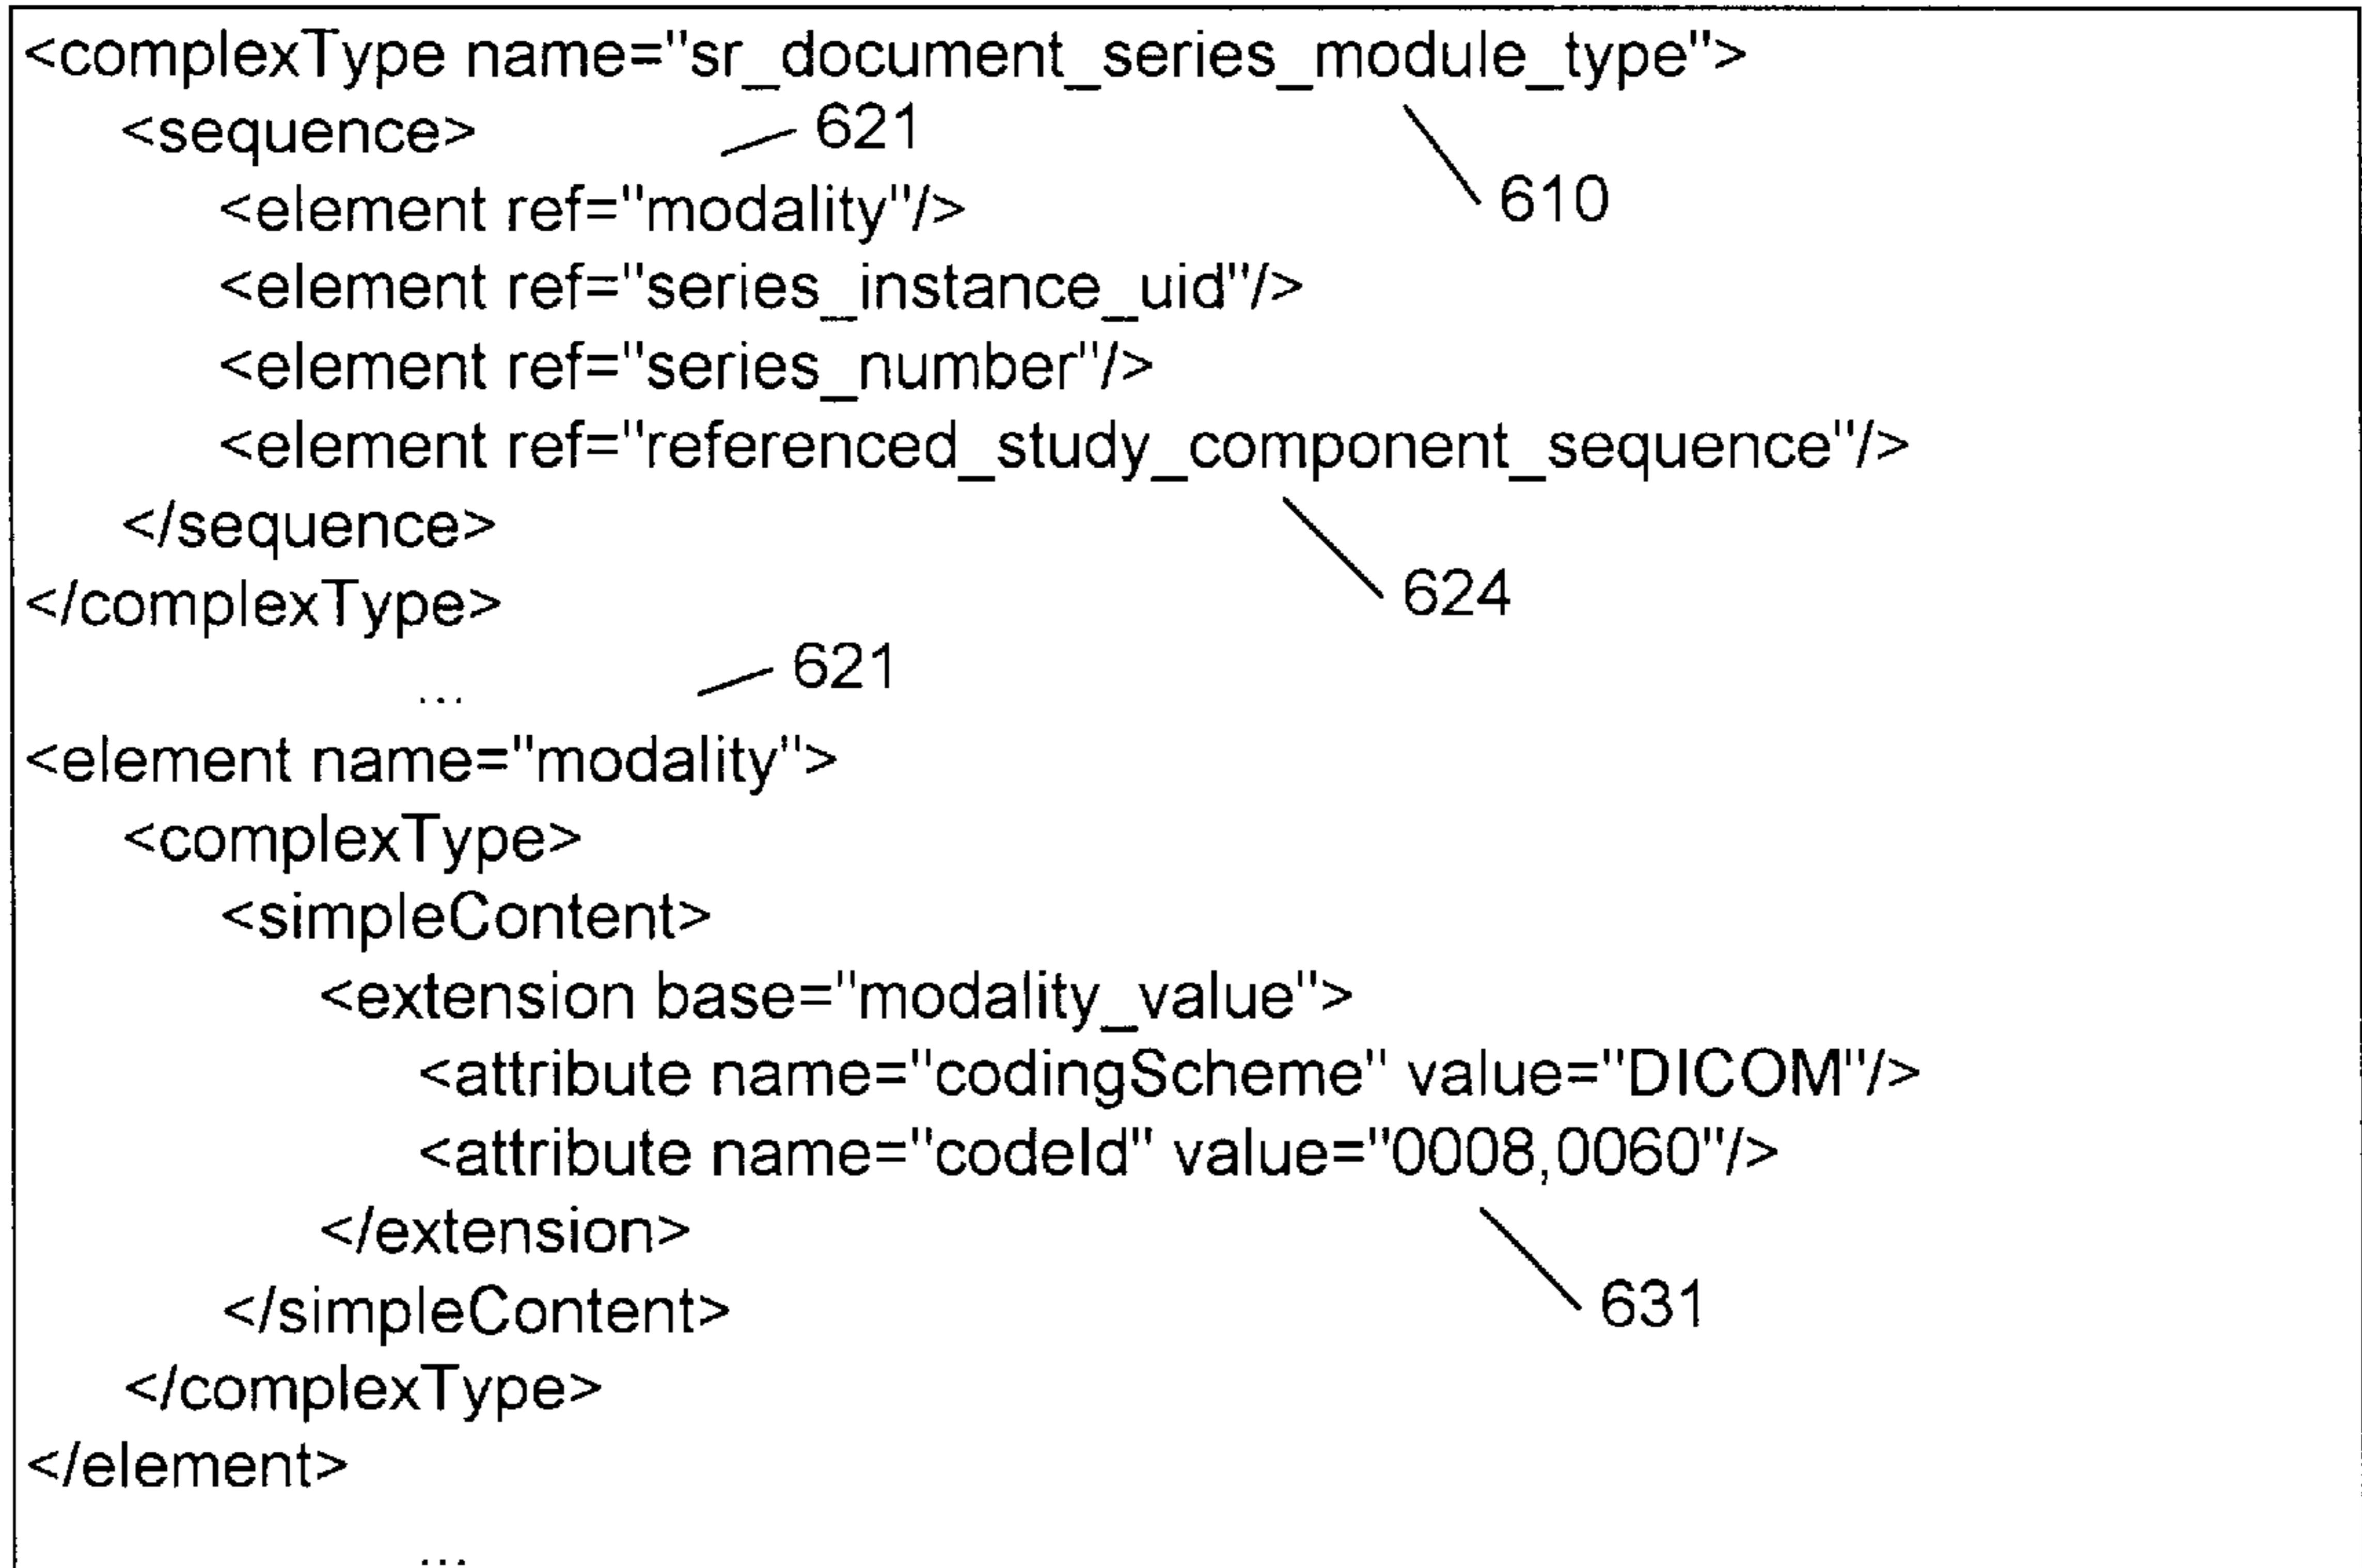 <complexType name="sr_document_series_module_type">
<sequence>
621
<element ref="modality"/>
610
<element ref="series_instance_uid"/>
<element ref="series_number"/>
<element ref="referenced_study_component_sequence"/>
</sequence>
624
</complexType>
621
...
<element name="modality">
<complexType>
<simpleContent>
<extension base="modality_value">
<attribute name="codingScheme" value="DICOM"/>
<attribute name="codeId" value="0008,0060"/>
</extension>
631
</simpleContent>
</complexType>
</element>
...